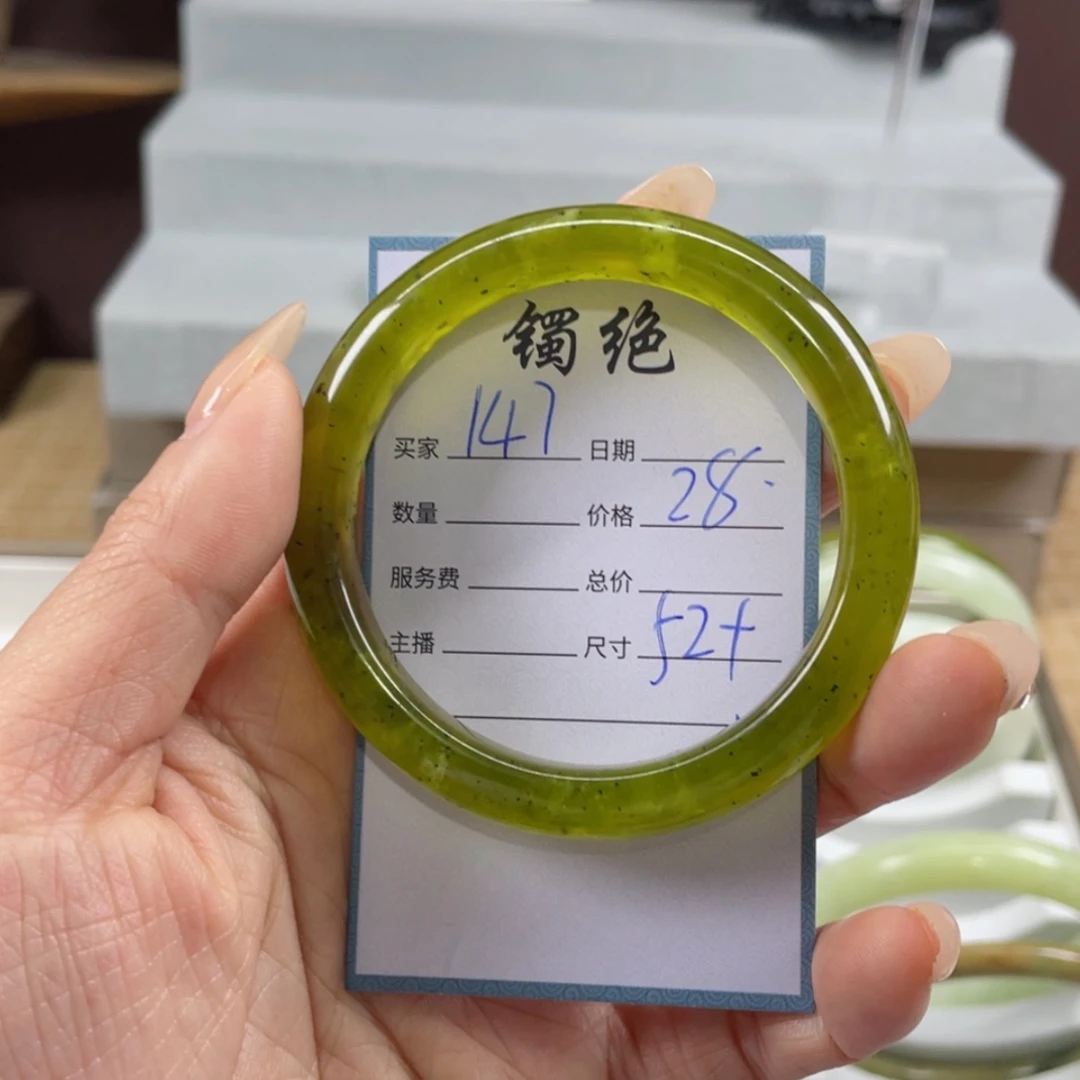 镯绝
买家 147 日期
数量 价格 28.
服务费 总价
主播 尺寸 52+